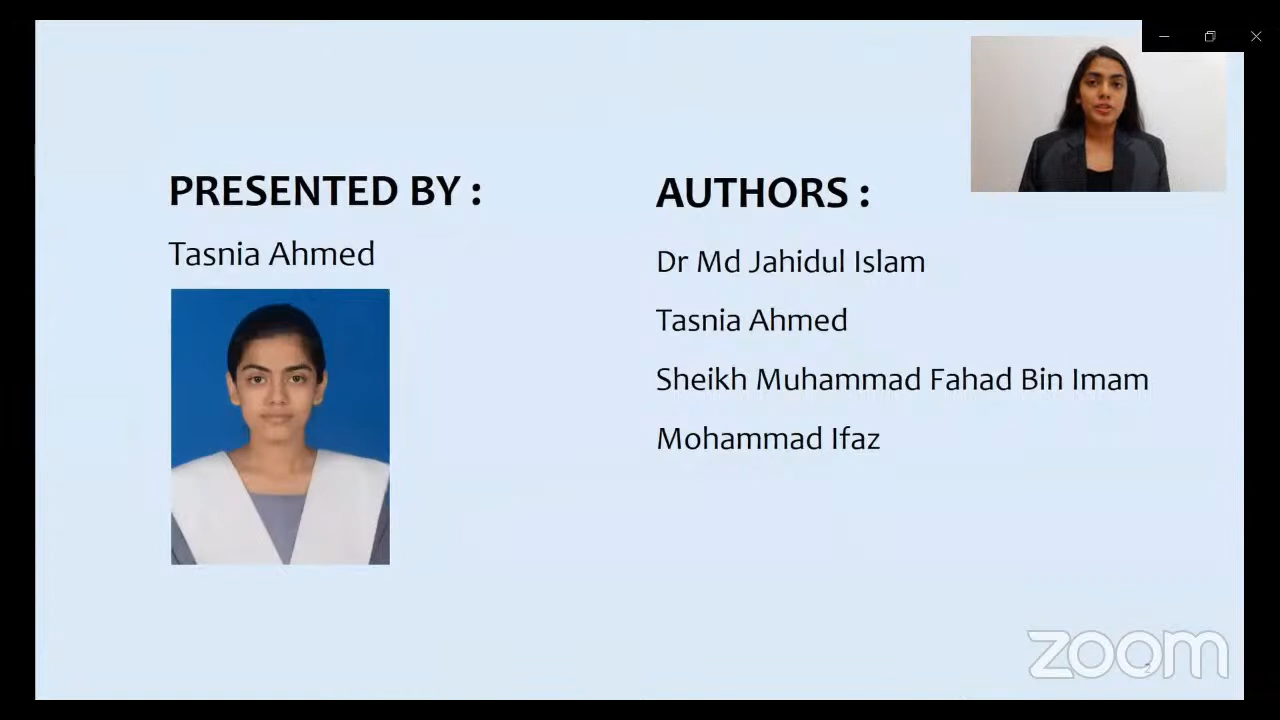 PRESENTED BY :
Tasnia Ahmed
AUTHORS :
Dr Md Jahidul Islam
Tasnia Ahmed
Sheikh Muhammad Fahad Bin Imam
Mohammad Ifaz
zoom
2